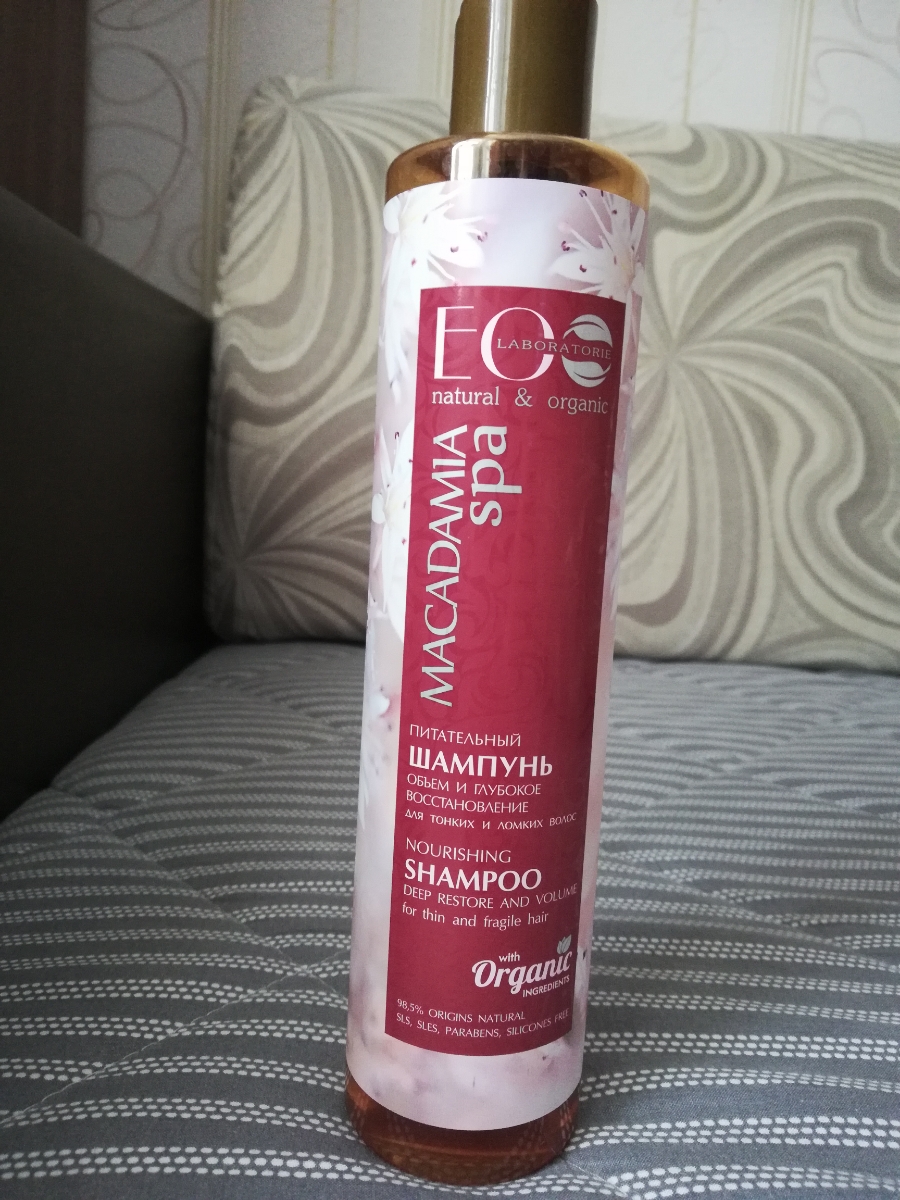 EO
LABORATORIE
natural & organic
MACADAMIA
spa
ПИТАТЕЛЬНЫЙ
ШАМПУНЬ
ОБЪЕМ И ГЛУБОКОЕ
ВОССТАНОВЛЕНИЕ
для тонких и ломких волос
NOURISHING
SHAMPOO
DEEP RESTORE AND VOLUME
for thin and fragile hair
with
Organic
INGREDIENTS
98,5% ORIGINS NATURAL
SLS, SLES, PARABENS, SILICONES FREE